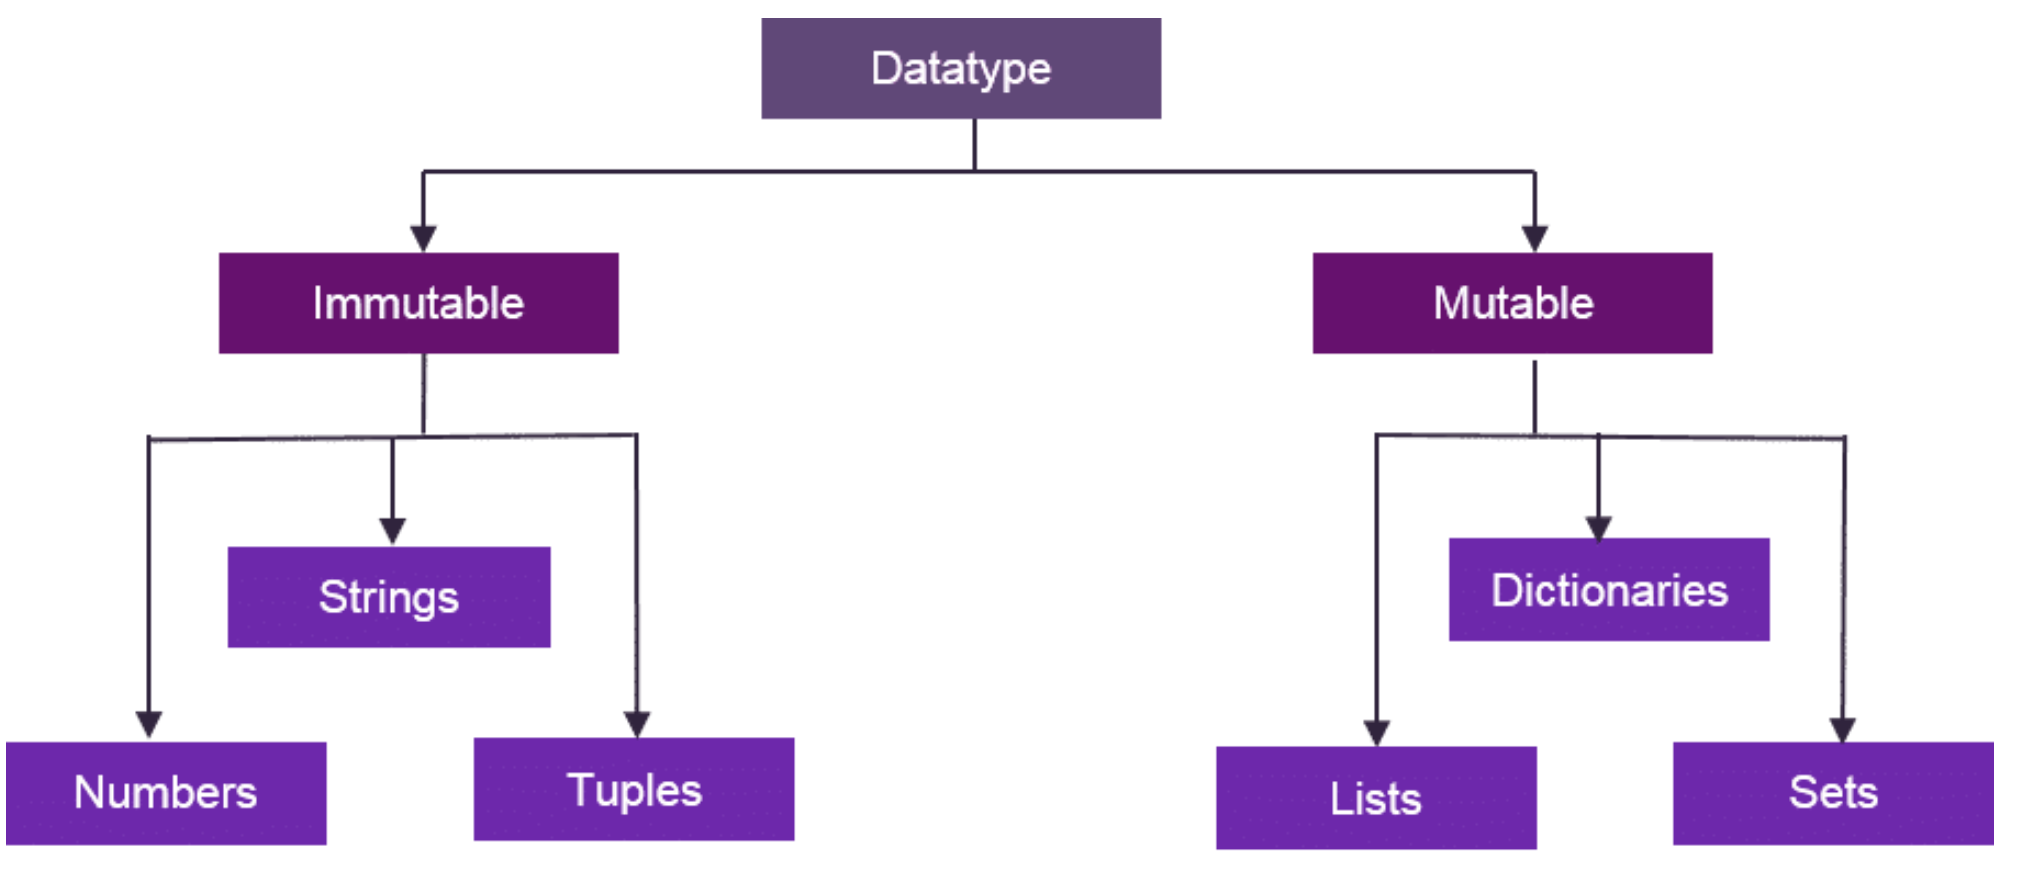 Datatype
Immutable
Mutable
Strings
Dictionaries
Numbers
Tuples
Lists
Sets